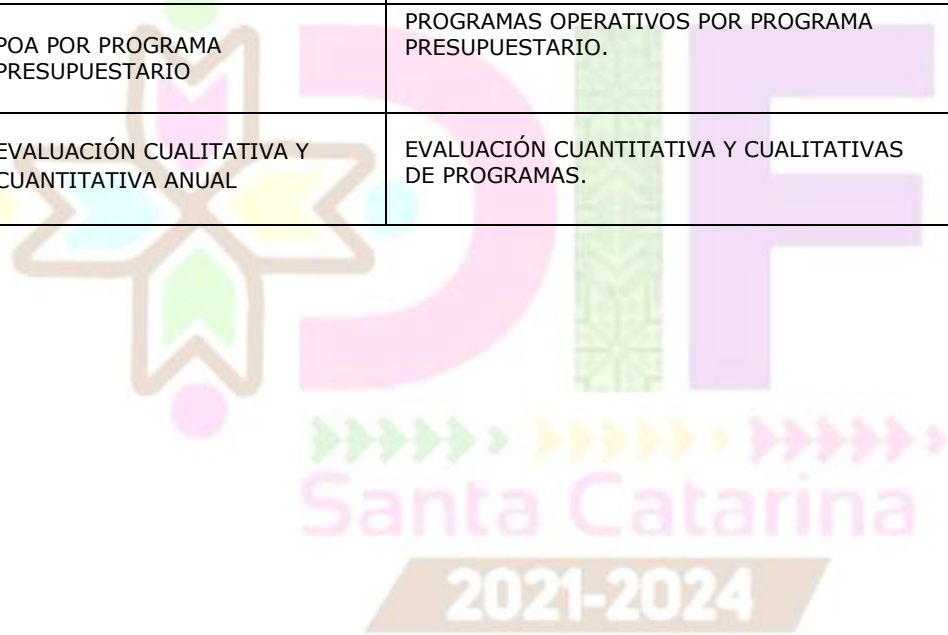 POA POR PROGRAMA
PRESUPUESTARIO
PROGRAMAS OPERATIVOS POR PROGRAMA
PRESUPUESTARIO.
EVALUACIÓN CUALITATIVA Y
CUANTITATIVA ANUAL
EVALUACIÓN CUANTITATIVA Y CUALITATIVAS
DE PROGRAMAS.
DIF
Santa Catarina
2021-2024